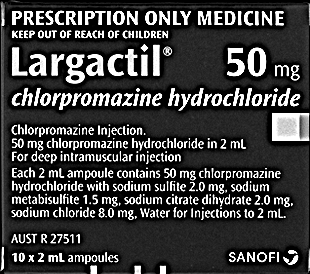 PRESCRIPTION ONLY MEDICINE
KEEP OUT OF REACH OF CHILDREN
Largactil® 50 mg
chlorpromazine hydrochloride
Chlorpromazine Injection.
50 mg chlorpromazine hydrochloride in 2 mL
For deep intramuscular injection
Each 2 mL ampoule contains 50 mg chlorpromazine
hydrochloride with sodium sulfite 2.0 mg, sodium
metabisulfite 1.5 mg, sodium citrate dihydrate 2.0 mg,
sodium chloride 8.0 mg, Water for Injections to 2 mL.
AUST R 27511
10 x 2 mL ampoules SANOFI